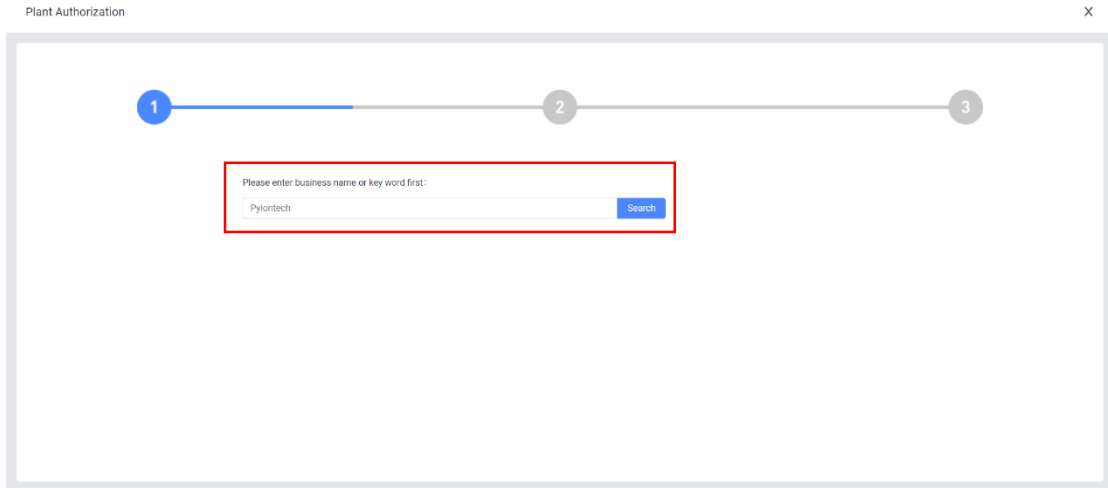 Plant Authorization X
1 2 3
Please enter business name or key word first:
Pylontech Search